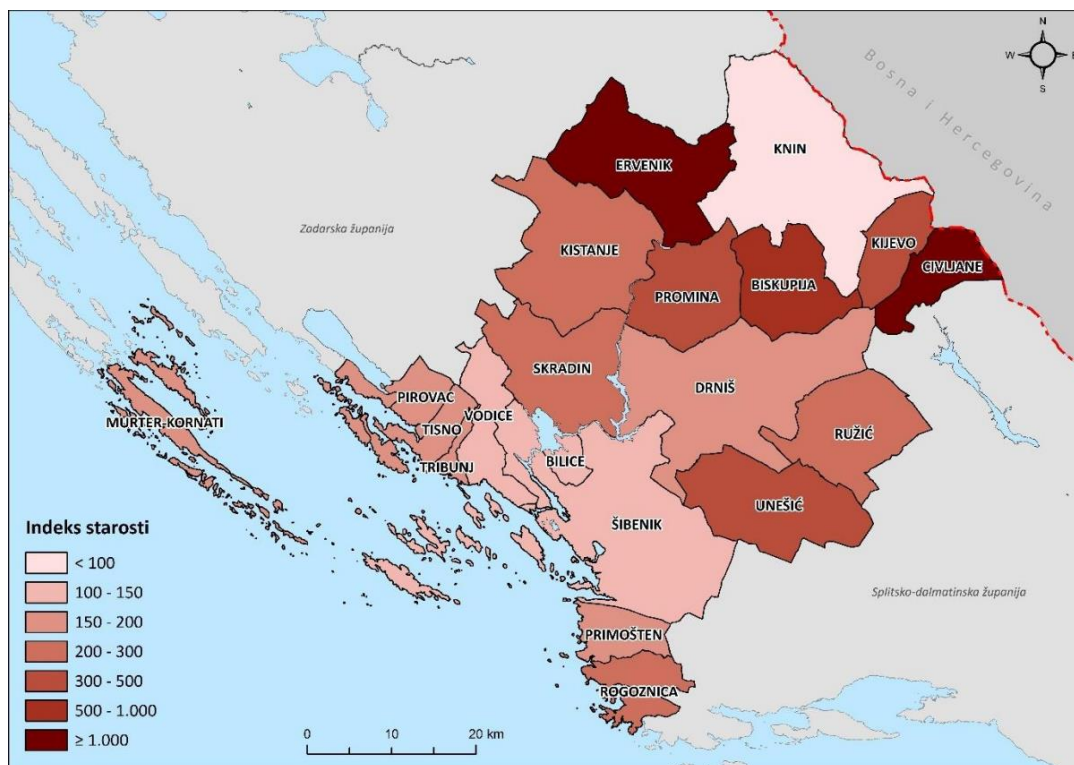 N
W
E
S
Bosna i Hercegovina
KNIN
ERVENIK
Zadarska županija
KISTANJE
KIJEVO
CIVLJANE
PROMINA
BISKUPIJA
SKRADIN
DRNIŠ
PIROVAC
VODICE
MURTER-KORNATI
TISNO
RUŽIĆ
TRIBUNJ
BILICE
UNEŠIĆ
ŠIBENIK
Indeks starosti
< 100
100 - 150
150 - 200
200 - 300
300 - 500
500 - 1.000
≥ 1.000
Splitsko-dalmatinska županija
PRIMOŠTEN
ROGOZNICA
0 10 20 km